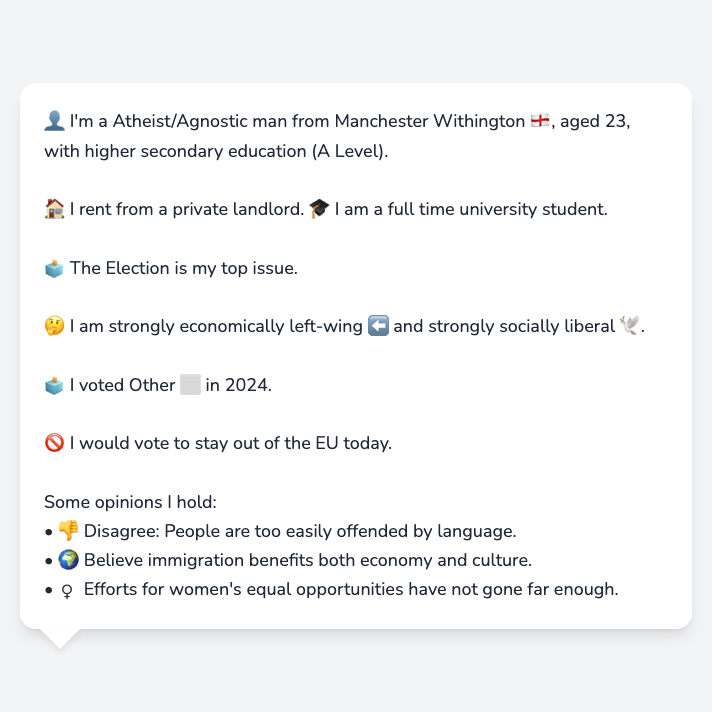 👤 I'm a Atheist/Agnostic man from Manchester Withington 🏴󠁧󠁢󠁥󠁮󠁧󠁿, aged 23,
with higher secondary education (A Level).
🏠 I rent from a private landlord. 🎓 I am a full time university student.
🗳️ The Election is my top issue.
🤔 I am strongly economically left-wing ⬅️ and strongly socially liberal 🕊️.
🗳️ I voted Other ⬜ in 2024.
🚫 I would vote to stay out of the EU today.
Some opinions I hold:
• 👎 Disagree: People are too easily offended by language.
• 🌍 Believe immigration benefits both economy and culture.
• ♀ Efforts for women's equal opportunities have not gone far enough.